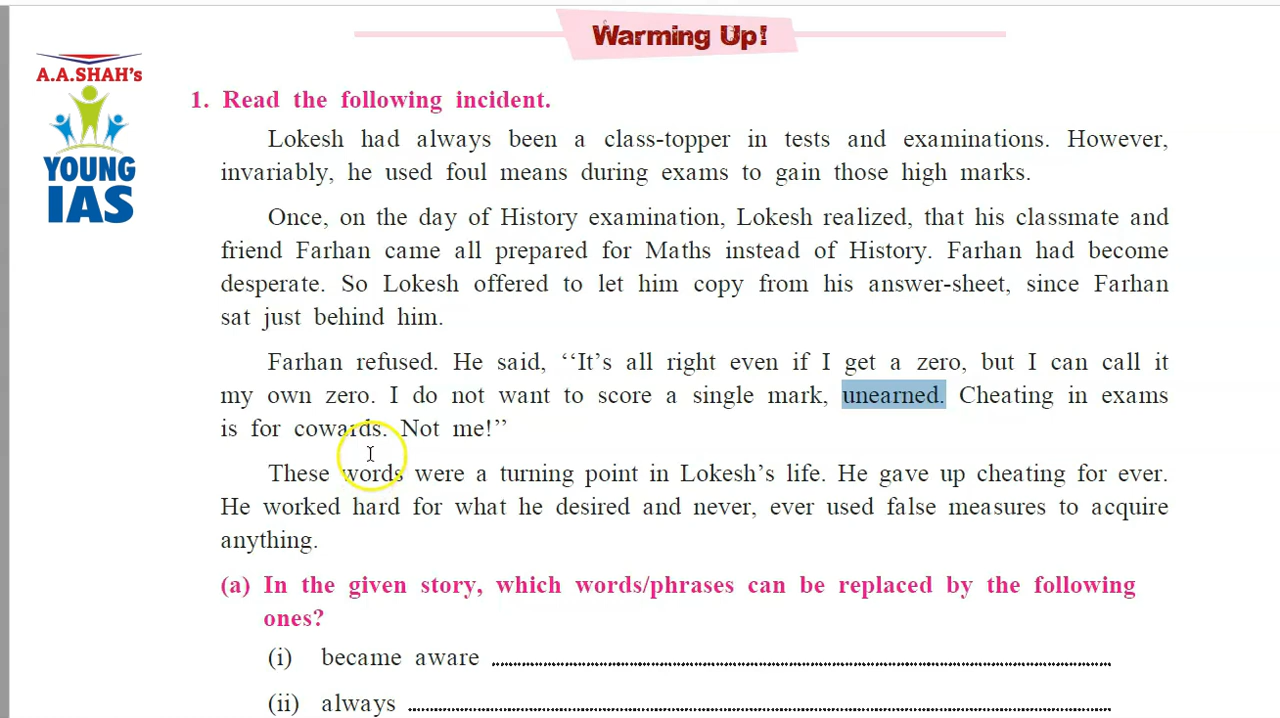 Warming Up!
A.A.SHAH's
YOUNG
IAS
1. Read the following incident.
Lokesh had always been a class-topper in tests and examinations. However,
invariably, he used foul means during exams to gain those high marks.
Once, on the day of History examination, Lokesh realized, that his classmate and
friend Farhan came all prepared for Maths instead of History. Farhan had become
desperate. So Lokesh offered to let him copy from his answer-sheet, since Farhan
sat just behind him.
Farhan refused. He said, ‘‘It’s all right even if I get a zero, but I can call it
my own zero. I do not want to score a single mark, unearned. Cheating in exams
is for cowards. Not me!’’
These words were a turning point in Lokesh’s life. He gave up cheating for ever.
He worked hard for what he desired and never, ever used false measures to acquire
anything.
(a) In the given story, which words/phrases can be replaced by the following
ones?
(i) became aware
(ii) always